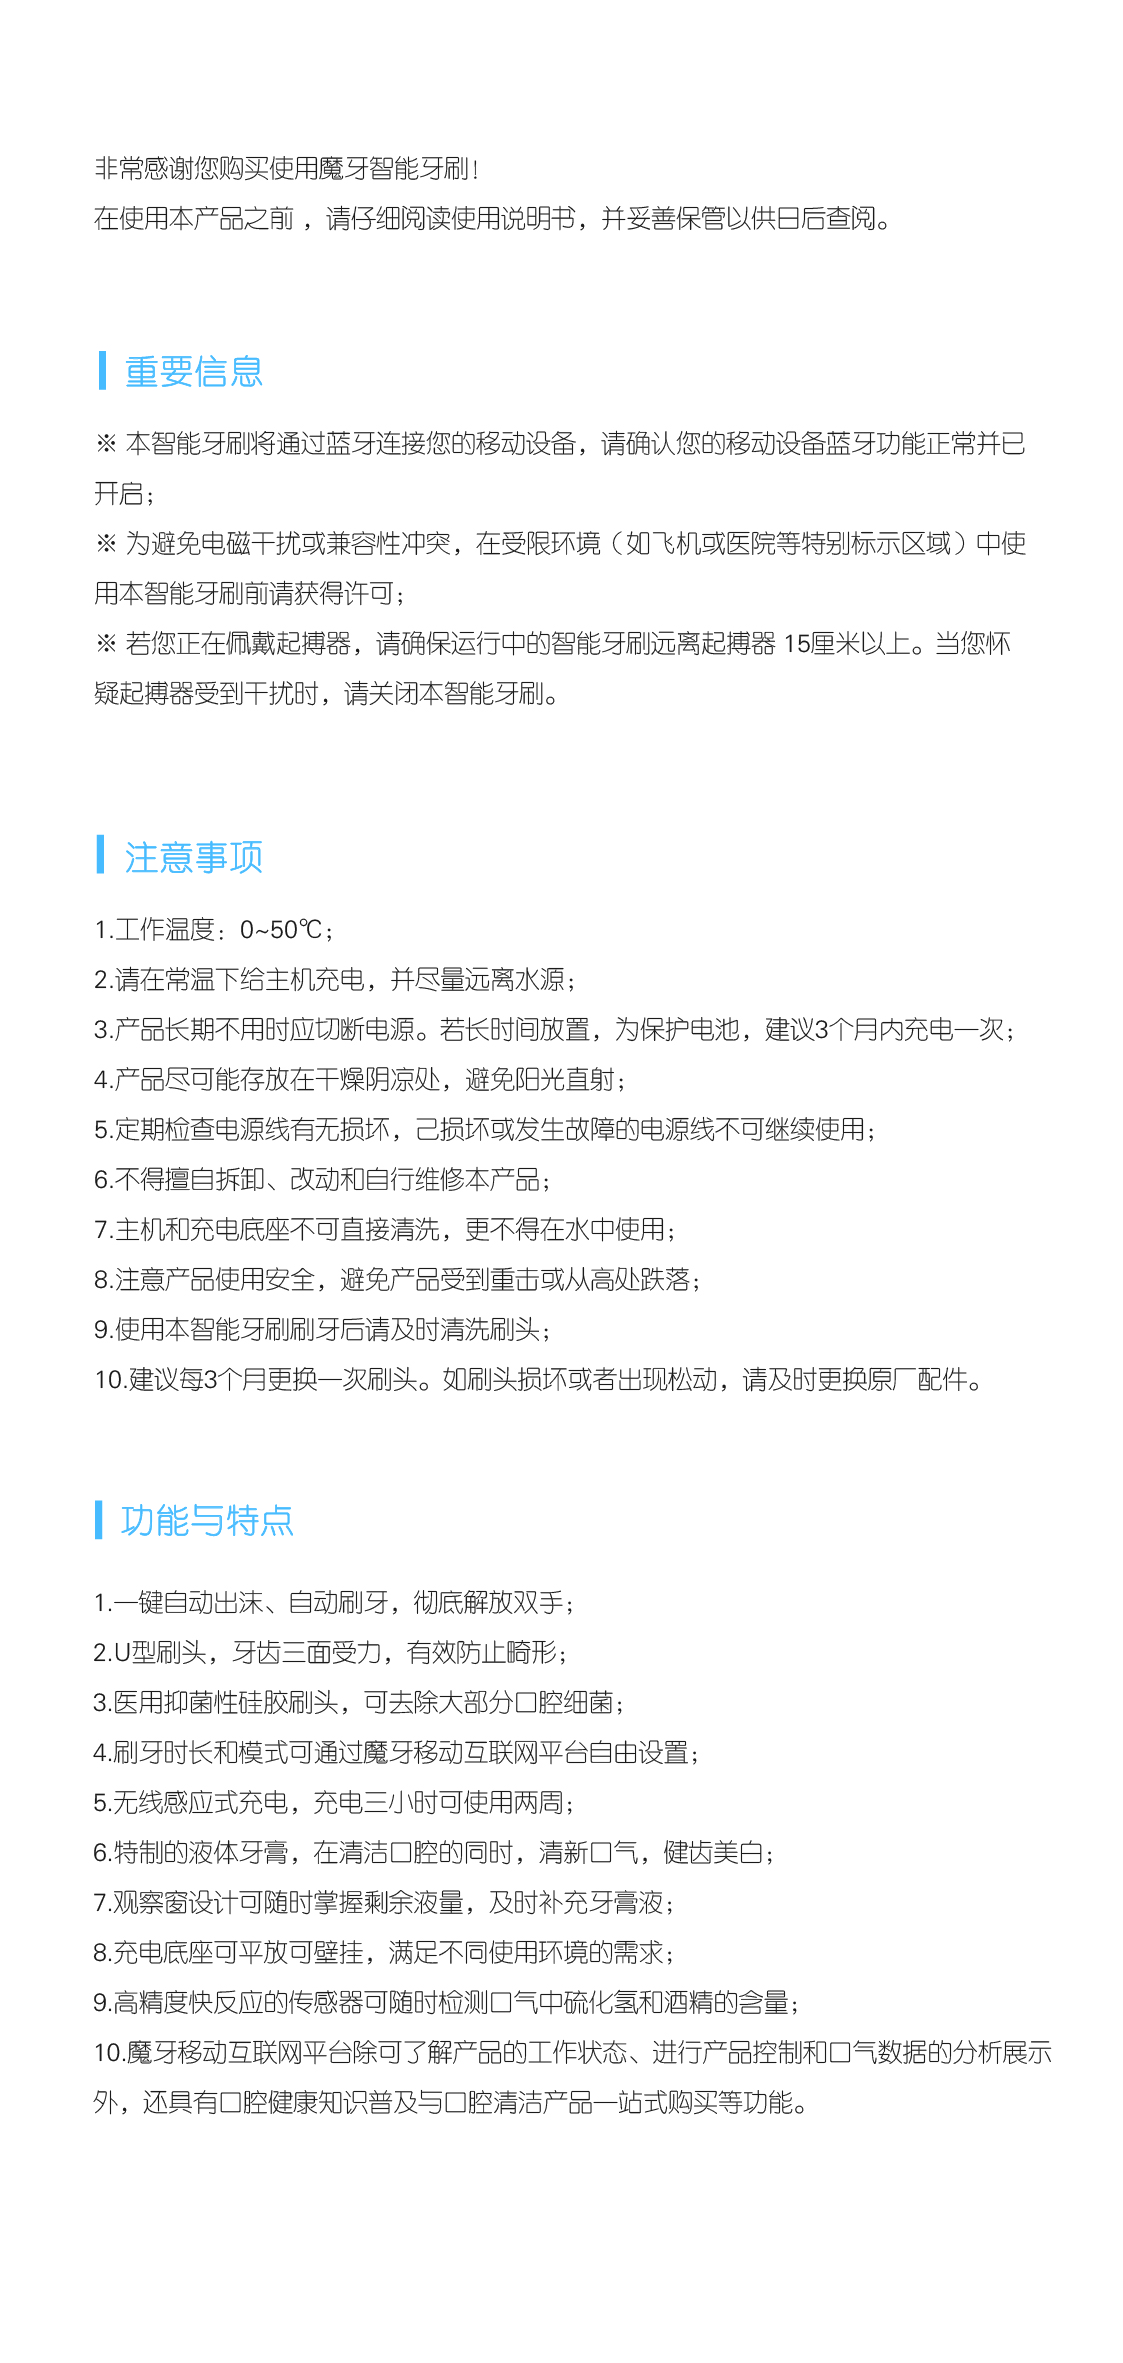 非常感谢您购买使用魔牙智能牙刷！
在使用本产品之前 ，请仔细阅读使用说明书，并妥善保管以供日后查阅。
重要信息
※ 本智能牙刷将通过蓝牙连接您的移动设备，请确认您的移动设备蓝牙功能正常并已
开启；
※ 为避免电磁干扰或兼容性冲突，在受限环境（如飞机或医院等特别标示区域）中使
用本智能牙刷前请获得许可；
※ 若您正在佩戴起搏器，请确保运行中的智能牙刷远离起搏器 15厘米以上。当您怀
疑起搏器受到干扰时，请关闭本智能牙刷。
注意事项
1.工作温度：0~50℃；
2.请在常温下给主机充电，并尽量远离水源；
3.产品长期不用时应切断电源。若长时间放置，为保护电池，建议3个月内充电一次；
4.产品尽可能存放在干燥阴凉处，避免阳光直射；
5.定期检查电源线有无损坏，己损坏或发生故障的电源线不可继续使用；
6.不得擅自拆卸、改动和自行维修本产品；
7.主机和充电底座不可直接清洗，更不得在水中使用；
8.注意产品使用安全，避免产品受到重击或从高处跌落；
9.使用本智能牙刷刷牙后请及时清洗刷头；
10.建议每3个月更换一次刷头。如刷头损坏或者出现松动，请及时更换原厂配件。
功能与特点
1.一键自动出沫、自动刷牙，彻底解放双手；
2.U型刷头，牙齿三面受力，有效防止畸形；
3.医用抑菌性硅胶刷头，可去除大部分口腔细菌；
4.刷牙时长和模式可通过魔牙移动互联网平台自由设置；
5.无线感应式充电，充电三小时可使用两周；
6.特制的液体牙膏，在清洁口腔的同时，清新口气，健齿美白；
7.观察窗设计可随时掌握剩余液量，及时补充牙膏液；
8.充电底座可平放可壁挂，满足不同使用环境的需求；
9.高精度快反应的传感器可随时检测口气中硫化氢和酒精的含量；
10.魔牙移动互联网平台除可了解产品的工作状态、进行产品控制和口气数据的分析展示
外，还具有口腔健康知识普及与口腔清洁产品一站式购买等功能。